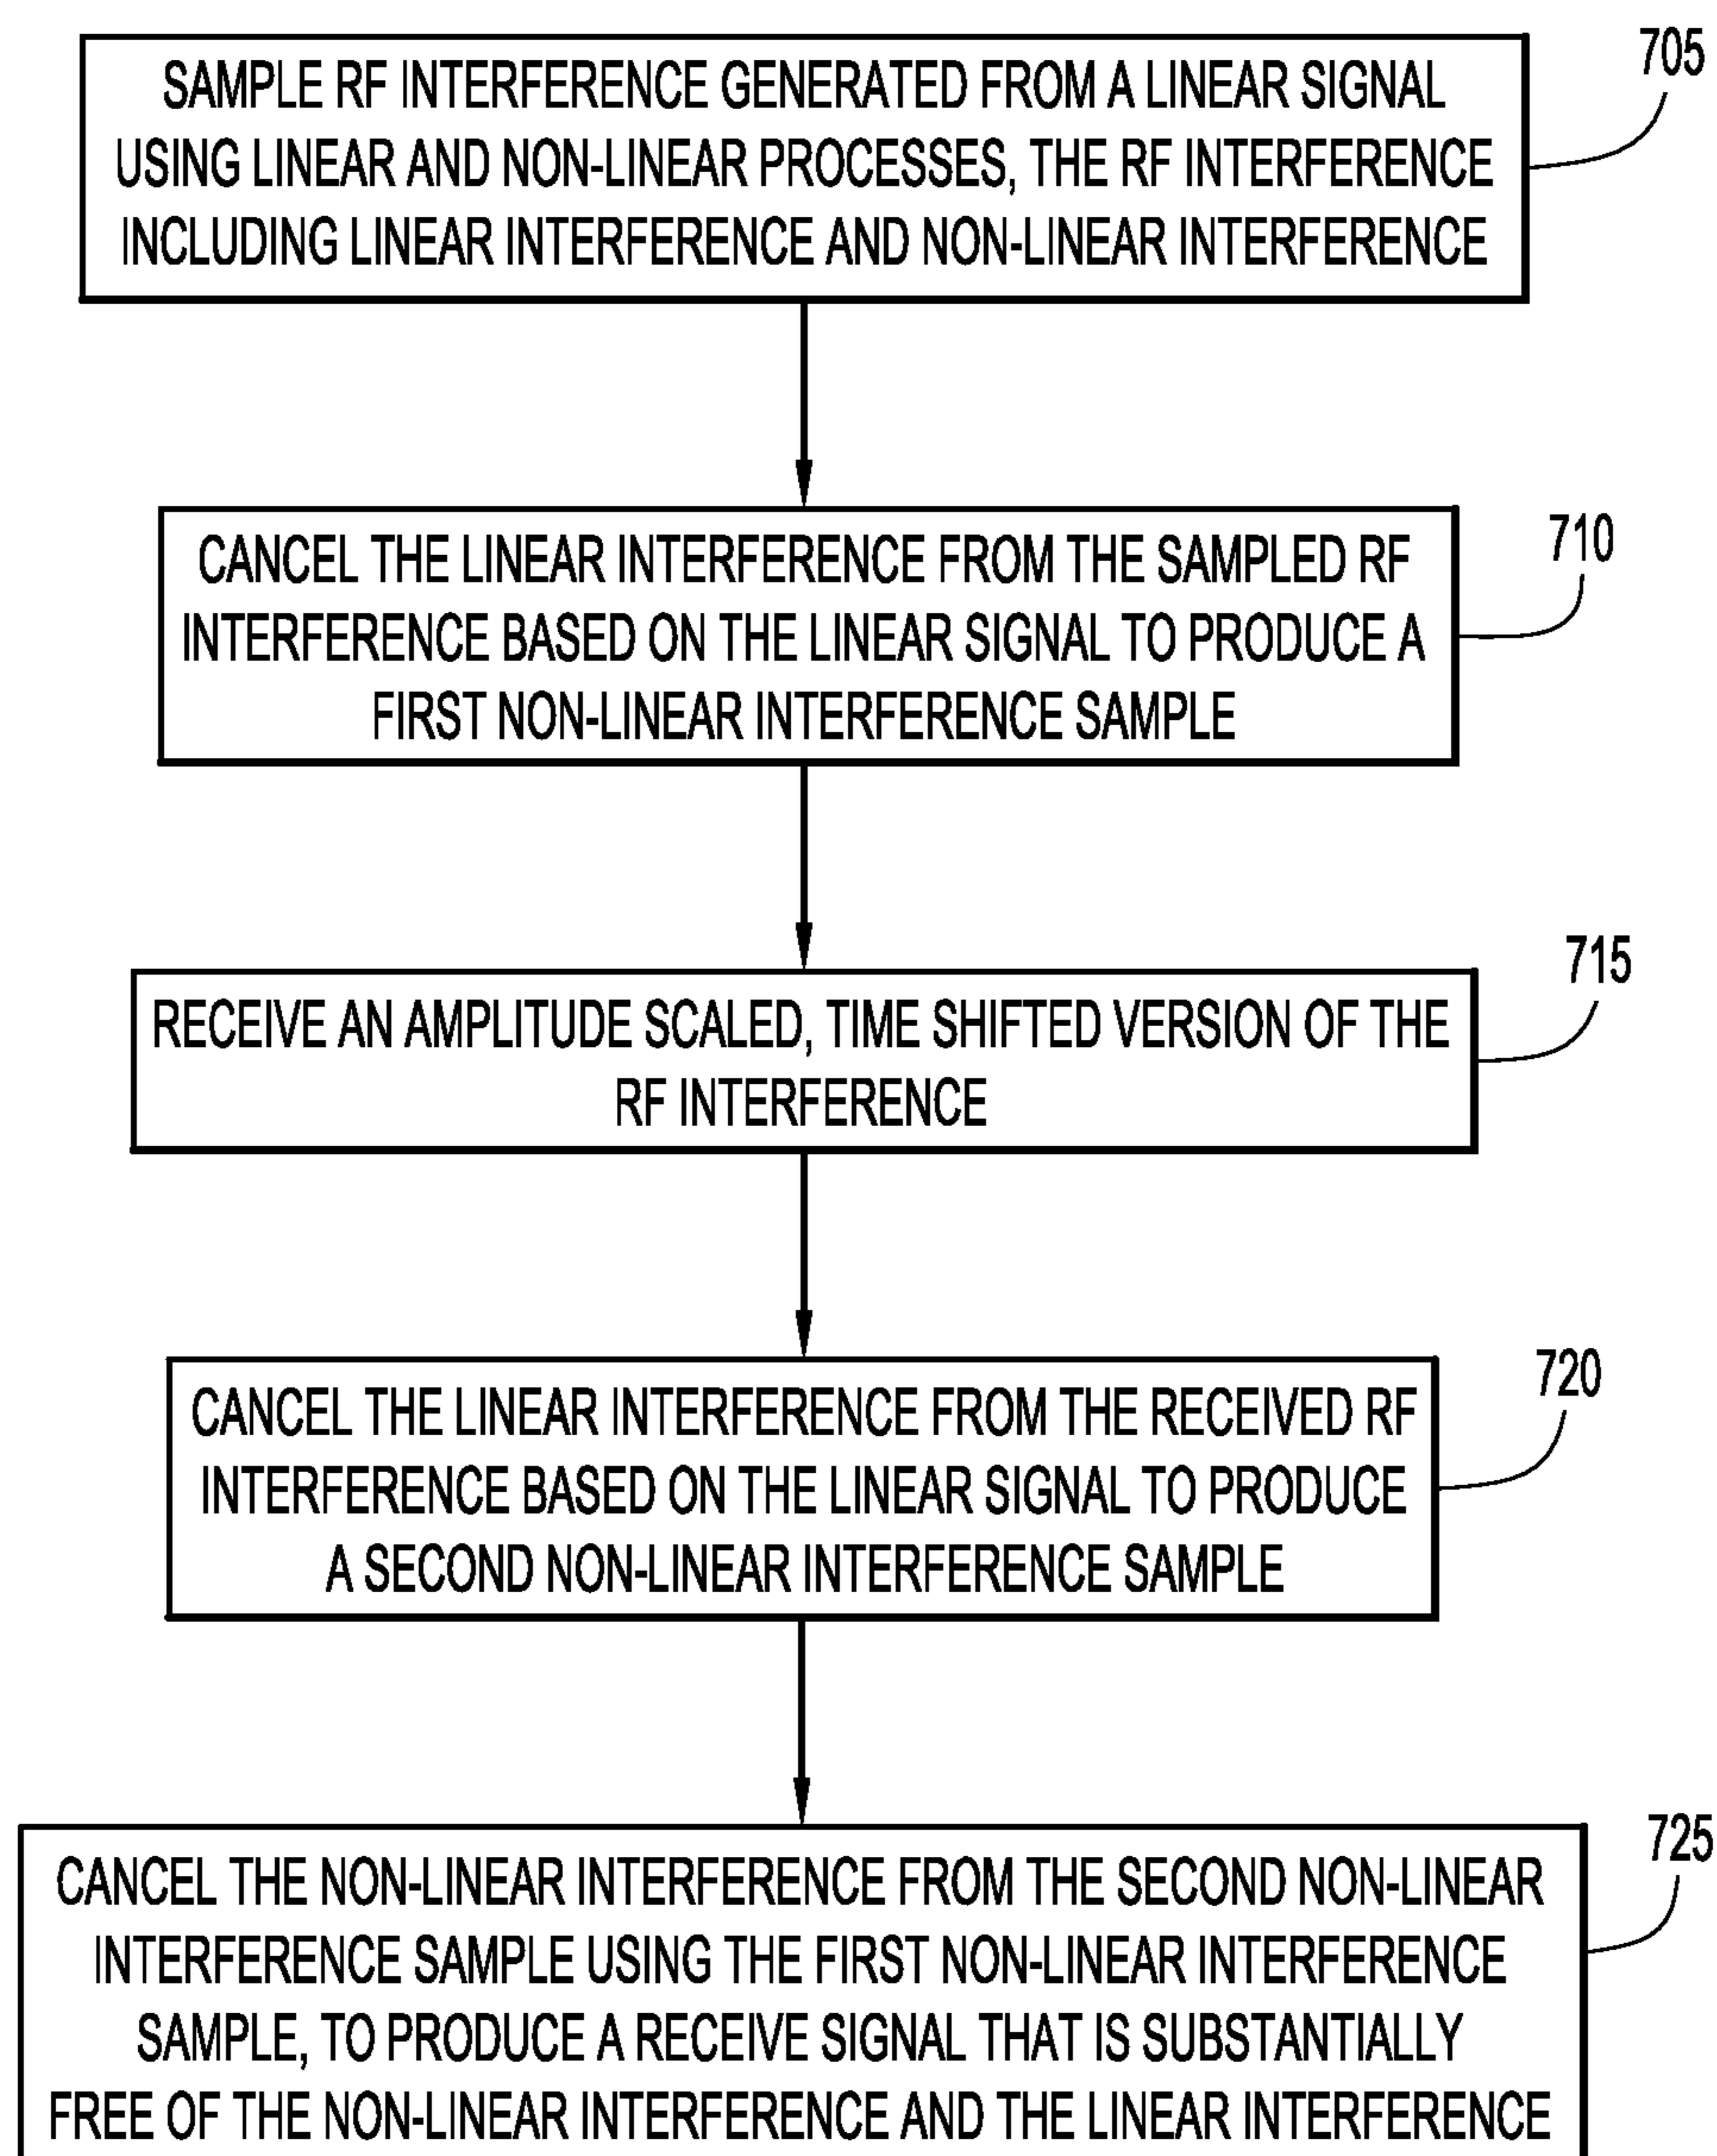 705
SAMPLE RF INTERFERENCE GENERATED FROM A LINEAR SIGNAL
USING LINEAR AND NON-LINEAR PROCESSES, THE RF INTERFERENCE
INCLUDING LINEAR INTERFERENCE AND NON-LINEAR INTERFERENCE
710
CANCEL THE LINEAR INTERFERENCE FROM THE SAMPLED RF
INTERFERENCE BASED ON THE LINEAR SIGNAL TO PRODUCE A
FIRST NON-LINEAR INTERFERENCE SAMPLE
715
RECEIVE AN AMPLITUDE SCALED, TIME SHIFTED VERSION OF THE
RF INTERFERENCE
720
CANCEL THE LINEAR INTERFERENCE FROM THE RECEIVED RF
INTERFERENCE BASED ON THE LINEAR SIGNAL TO PRODUCE
A SECOND NON-LINEAR INTERFERENCE SAMPLE
725
CANCEL THE NON-LINEAR INTERFERENCE FROM THE SECOND NON-LINEAR
INTERFERENCE SAMPLE USING THE FIRST NON-LINEAR INTERFERENCE
SAMPLE, TO PRODUCE A RECEIVE SIGNAL THAT IS SUBSTANTIALLY
FREE OF THE NON-LINEAR INTERFERENCE AND THE LINEAR INTERFERENCE